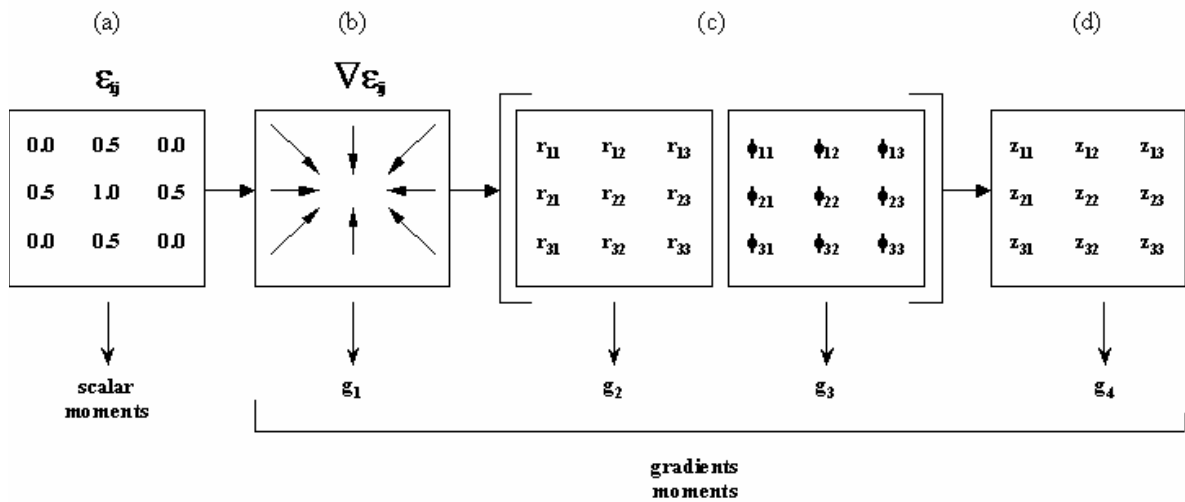 (a) (b) (c) (d)
εij ∇εij
0.0 0.5 0.0 r11 r12 r13 ϕ11 ϕ12 ϕ13 z11 z12 z13
0.5 1.0 0.5 r21 r22 r23 ϕ21 ϕ22 ϕ23 z21 z22 z23
0.0 0.5 0.0 r31 r32 r33 ϕ31 ϕ32 ϕ33 z31 z32 z33
scalar g1 g2 g3 g4
moments
gradients
moments